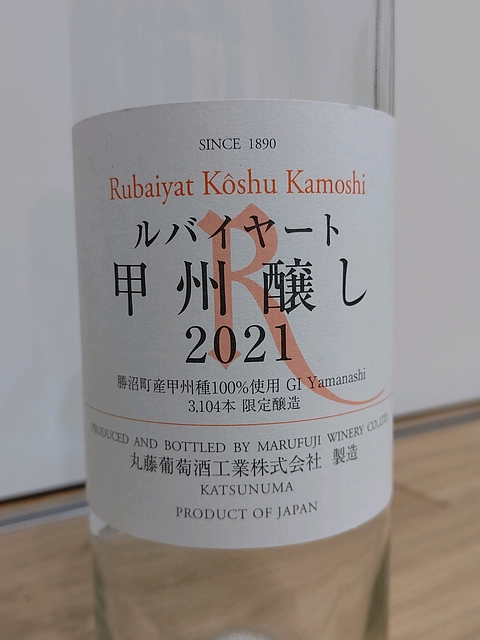 SINCE 1890
Rubaiyat Kôshu Kamoshi
R
ルバイヤート
甲州醸し
2021
勝沼町産甲州種100%使用 GI Yamanashi
3,104本 限定醸造
PRODUCED AND BOTTLED BY MARUFUJI WINERY CO.,LTD.
丸藤葡萄酒工業株式会社 製造
KATSUNUMA
PRODUCT OF JAPAN